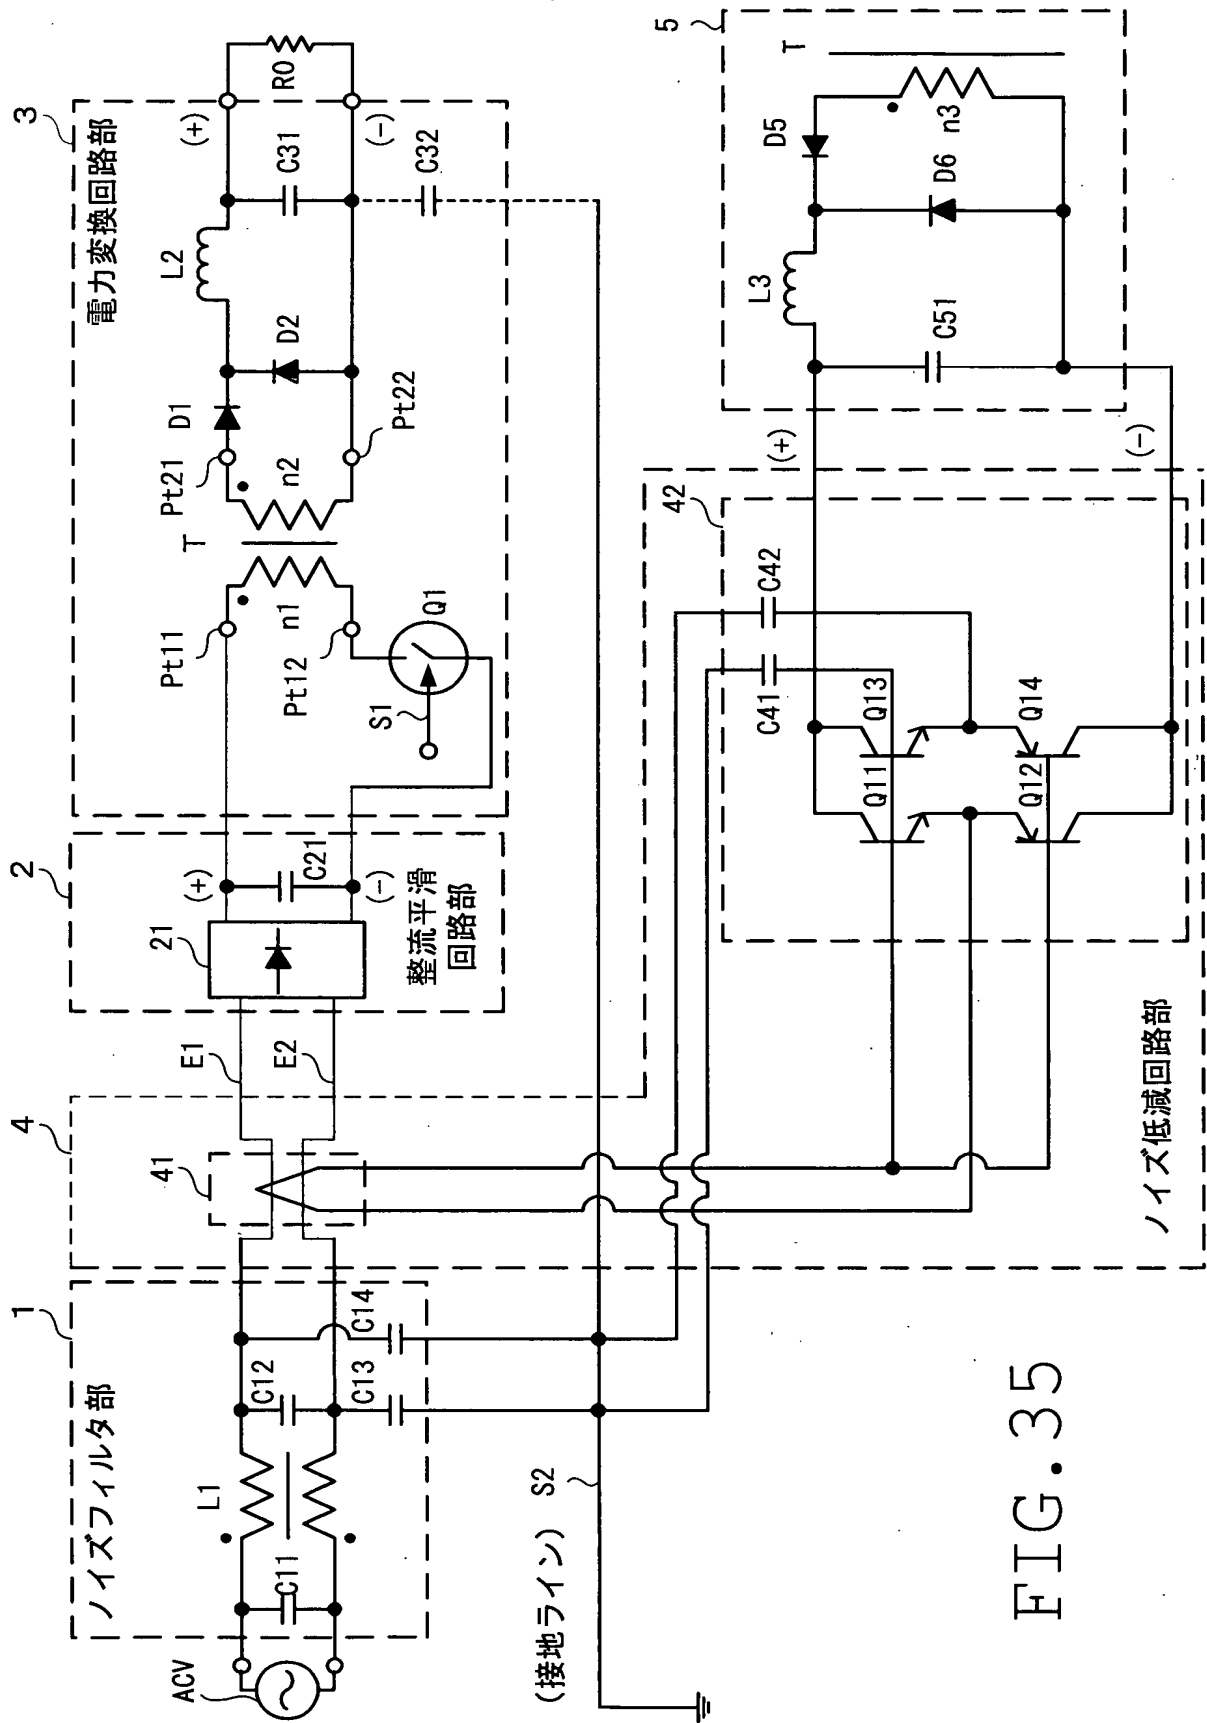 1
ノイズフィルタ部
ACV
C11
L1
C12
C13
C14
4
41
E1
E2
2
21
(+)
C21
(-)
整流平滑
回路部
3
電力変換回路部
Pt11
Pt12
n1
T
n2
S1
Q1
Pt21
Pt22
D1
D2
L2
C31
C32
(+)
(-)
R0
(接地ライン) S2
ノイズ低減回路部
42
C41
C42
Q11
Q13
Q12
Q14
(+)
(-)
5
C51
L3
D5
D6
n3
T
FIG.35